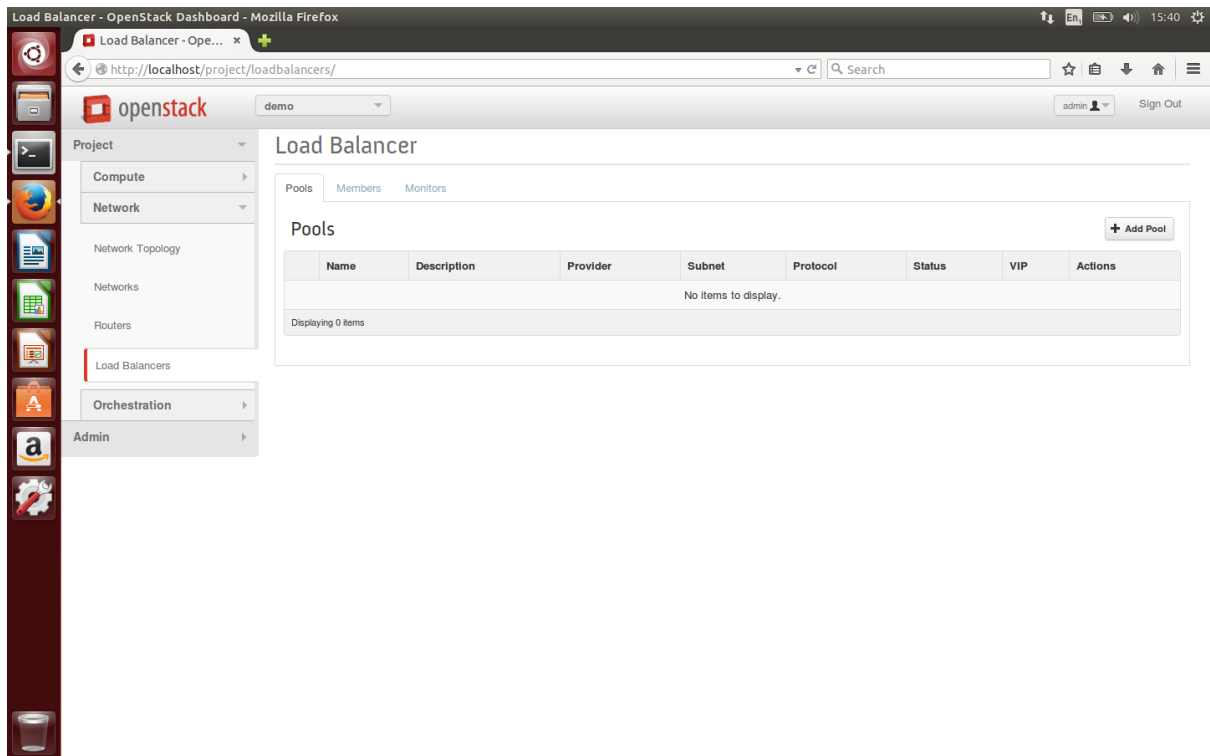 Load Balancer - OpenStack Dashboard - Mozilla Firefox
En
15:40
Load Balancer - Ope...
http://localhost/project/loadbalancers/
Search
openstack
demo
admin
Sign Out
Project
Compute
Network
Network Topology
Networks
Routers
Load Balancers
Orchestration
Admin
Load Balancer
Pools Members Monitors
Pools
Add Pool
Name Description Provider Subnet Protocol Status VIP Actions
No items to display.
Displaying 0 items